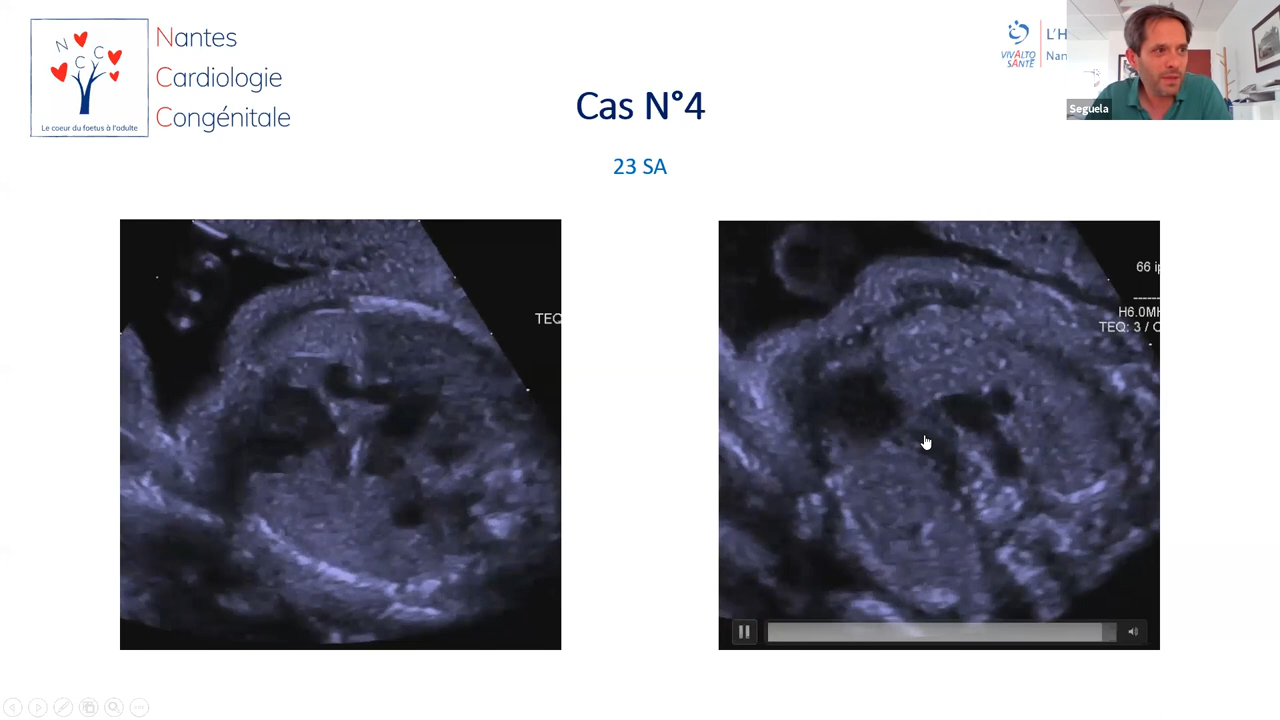 Nantes
Cardiologie
Congénitale
N C C Y
Le coeur du foetus à l'adulte
VIVALTO
SANTÉ
L'H
Nan
Seguela
Cas N°4
23 SA
TEQ
66 i
H6.0MH
TEQ: 3 / C